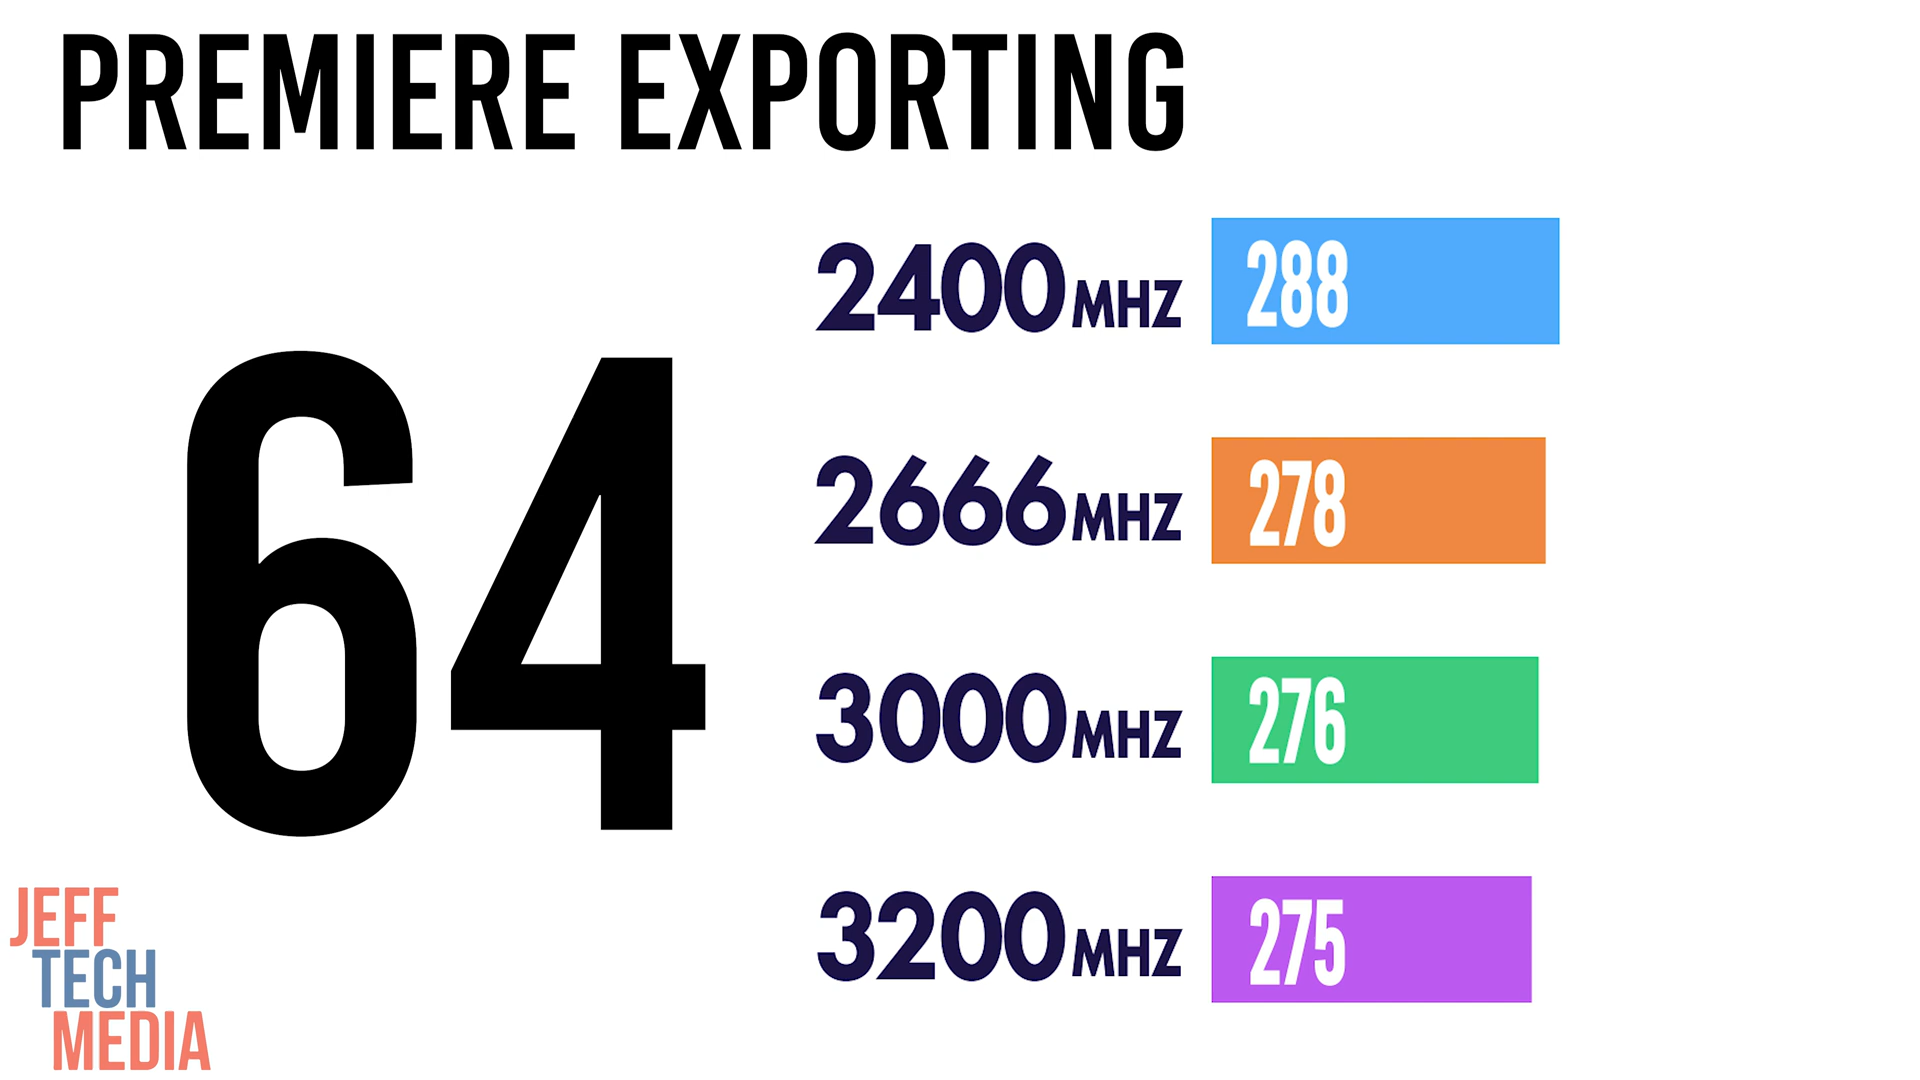 PREMIERE EXPORTING
64
2400MHZ 288
2666MHZ 278
3000MHZ 276
3200MHZ 275
JEFF
TECH
MEDIA